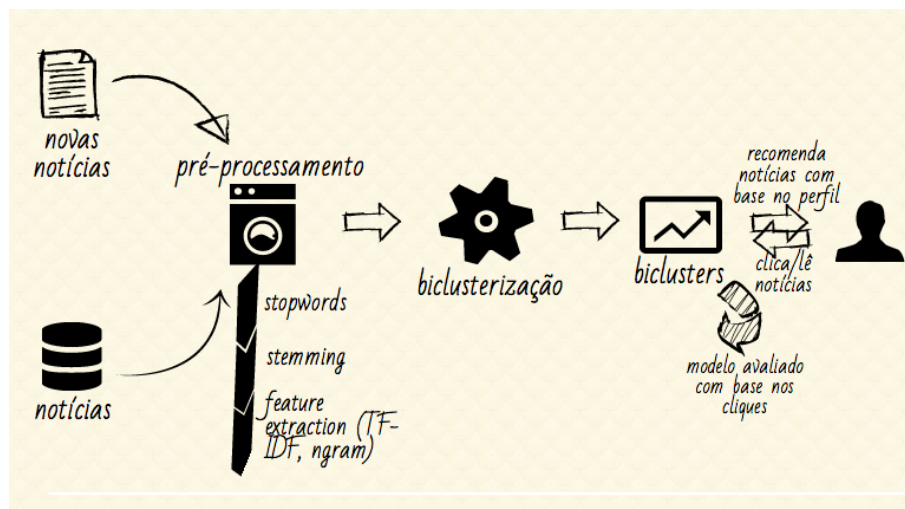 novas
notícias
pré-processamento
stopwords
stemming
feature
extraction (TF-
IDF, ngram)
notícias
biclusterização
biclusters
recomenda
notícias com
base no perfil
clica/lê
notícias
modelo avaliado
com base nos
cliques